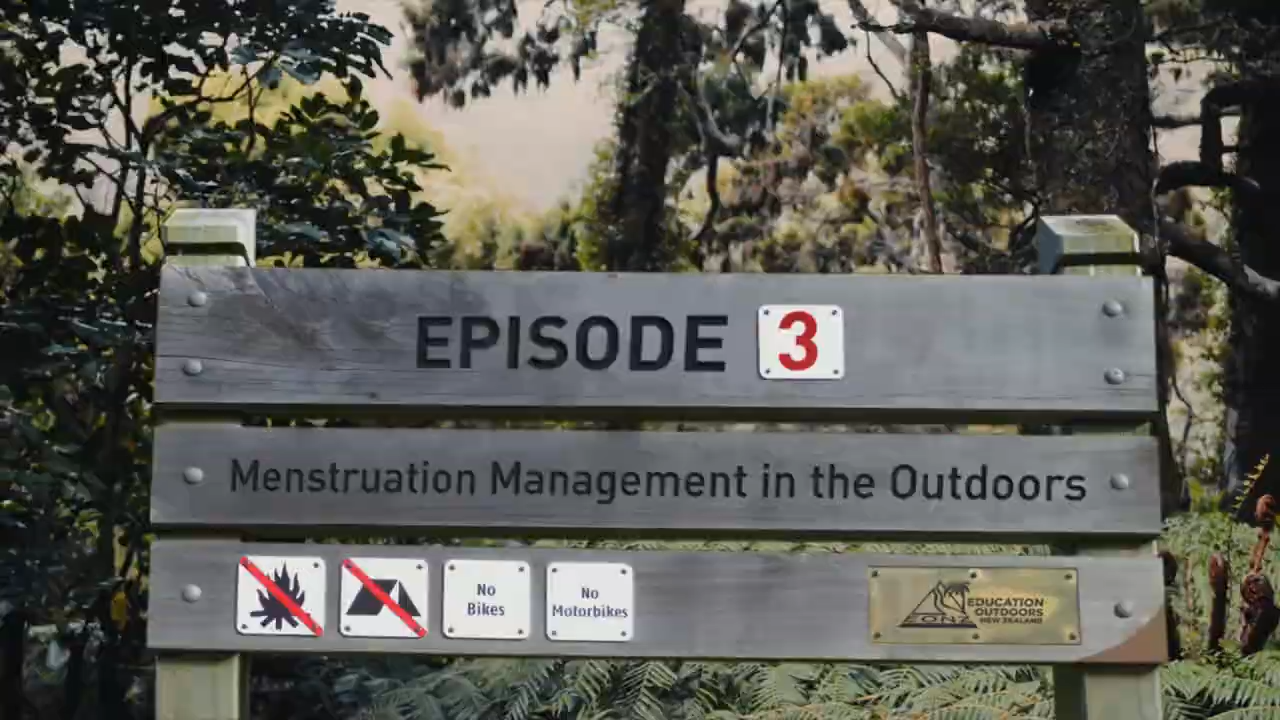 EPISODE 3
Menstruation Management in the Outdoors
No
Bikes
No
Motorbikes
EONZ
EDUCATION
OUTDOORS
NEW ZEALAND